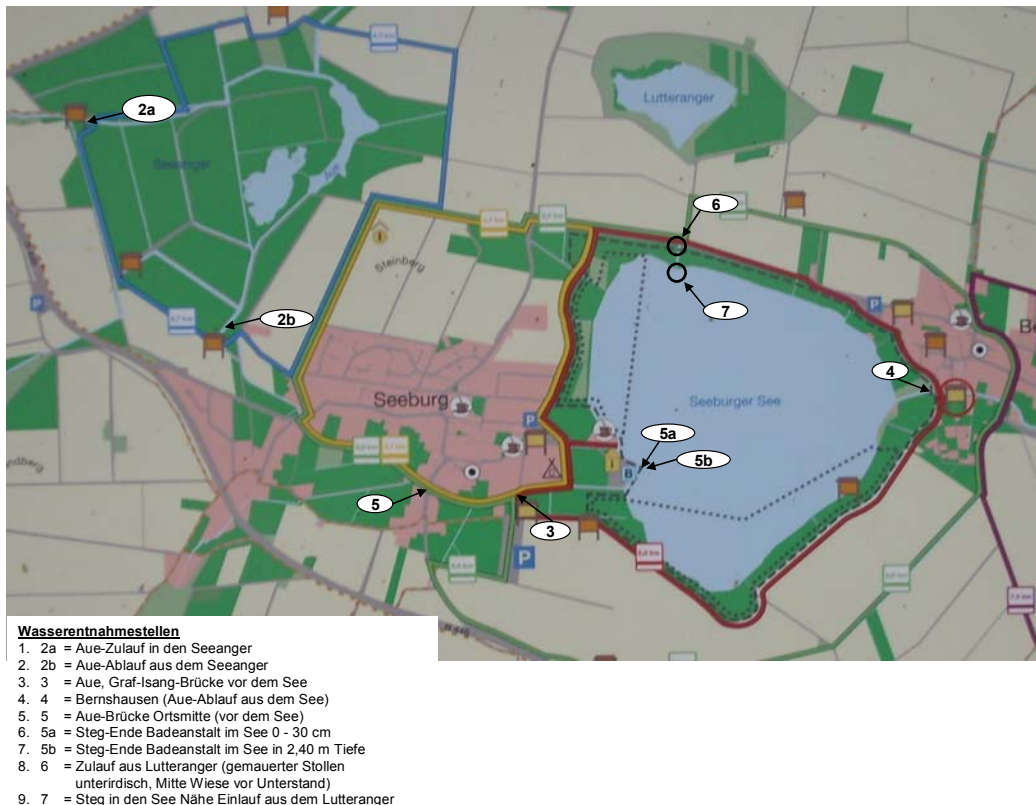 2a
6
Lutteranger
Seeanger
Aue
Steinberg
7
P
2b
P
4
Seeburg
Seeburger See
P
5a
5b
i
B
5
3
P
Wasserentnahmestellen
1. 2a = Aue-Zulauf in den Seeanger
2. 2b = Aue-Ablauf aus dem Seeanger
3. 3 = Aue, Graf-Isang-Brücke vor dem See
4. 4 = Bernshausen (Aue-Ablauf aus dem See)
5. 5 = Aue-Brücke Ortsmitte (vor dem See)
6. 5a = Steg-Ende Badeanstalt im See 0 - 30 cm
7. 5b = Steg-Ende Badeanstalt im See in 2,40 m Tiefe
8. 6 = Zulauf aus Lutteranger (gemauerter Stollen
unterirdisch, Mitte Wiese vor Unterstand)
9. 7 = Steg in den See Nähe Einlauf aus dem Lutteranger